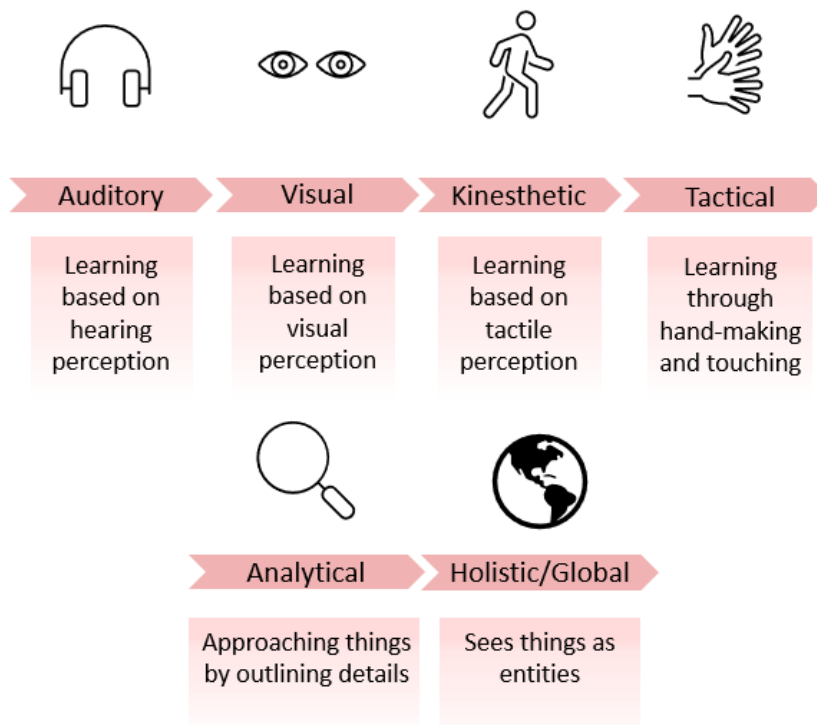 Auditory
Visual
Kinesthetic
Tactical
Learning
based on
hearing
perception
Learning
based on
visual
perception
Learning
based on
tactile
perception
Learning
through
hand-making
and touching
Analytical
Holistic/Global
Approaching things
by outlining details
Sees things as
entities